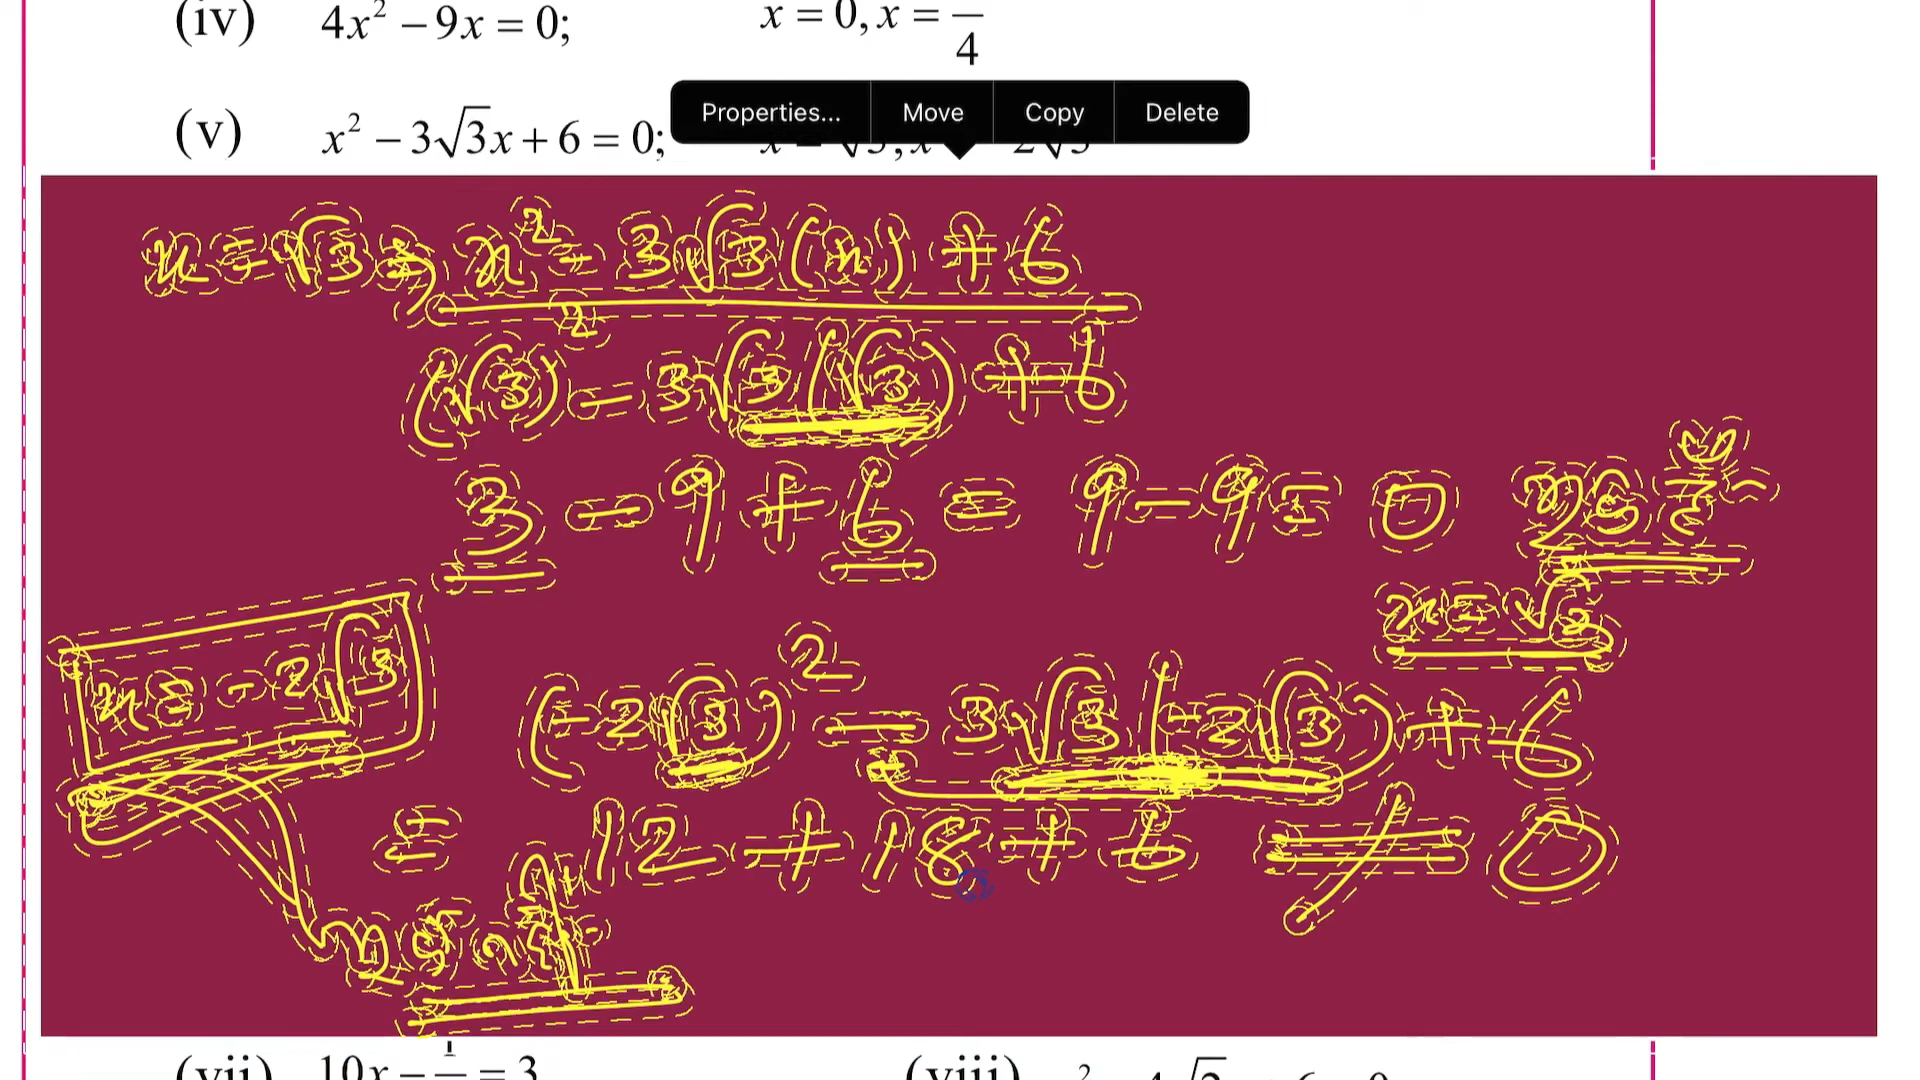 (iv) 4x² − 9x = 0; x = 0, x = — 4
(v) x² − 3√3x + 6 = 0;
Properties... Move Copy Delete
x = √3, x² − 3√3(x) + 6
(√3)² − 3√3(√3) + 6
3 − 9 + 6 = 9 − 9 = 0
x = √3
x = −2√3 (−2√3)² − 3√3(−2√3) + 6
= 12 + 18 + 6 ≠ 0
(vii) 10x − 1 = 3 (viii)